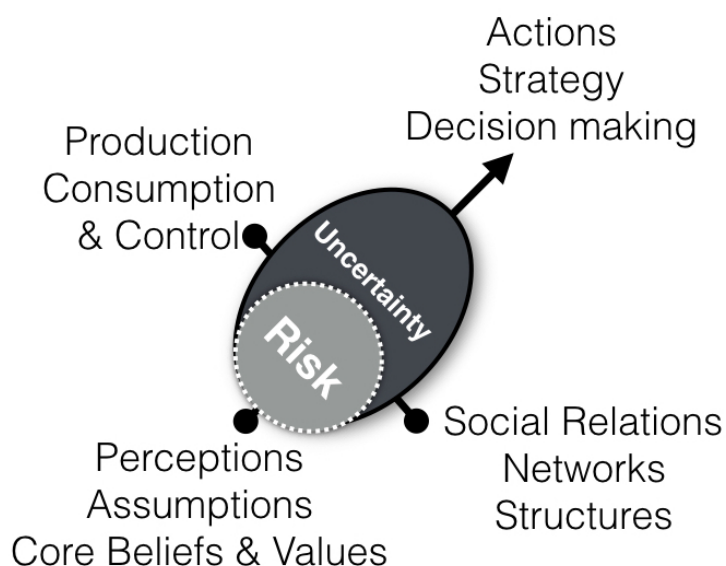 Actions
Strategy
Decision making
Production
Consumption
& Control
Uncertainty
Risk
Perceptions
Assumptions
Core Beliefs & Values
Social Relations
Networks
Structures